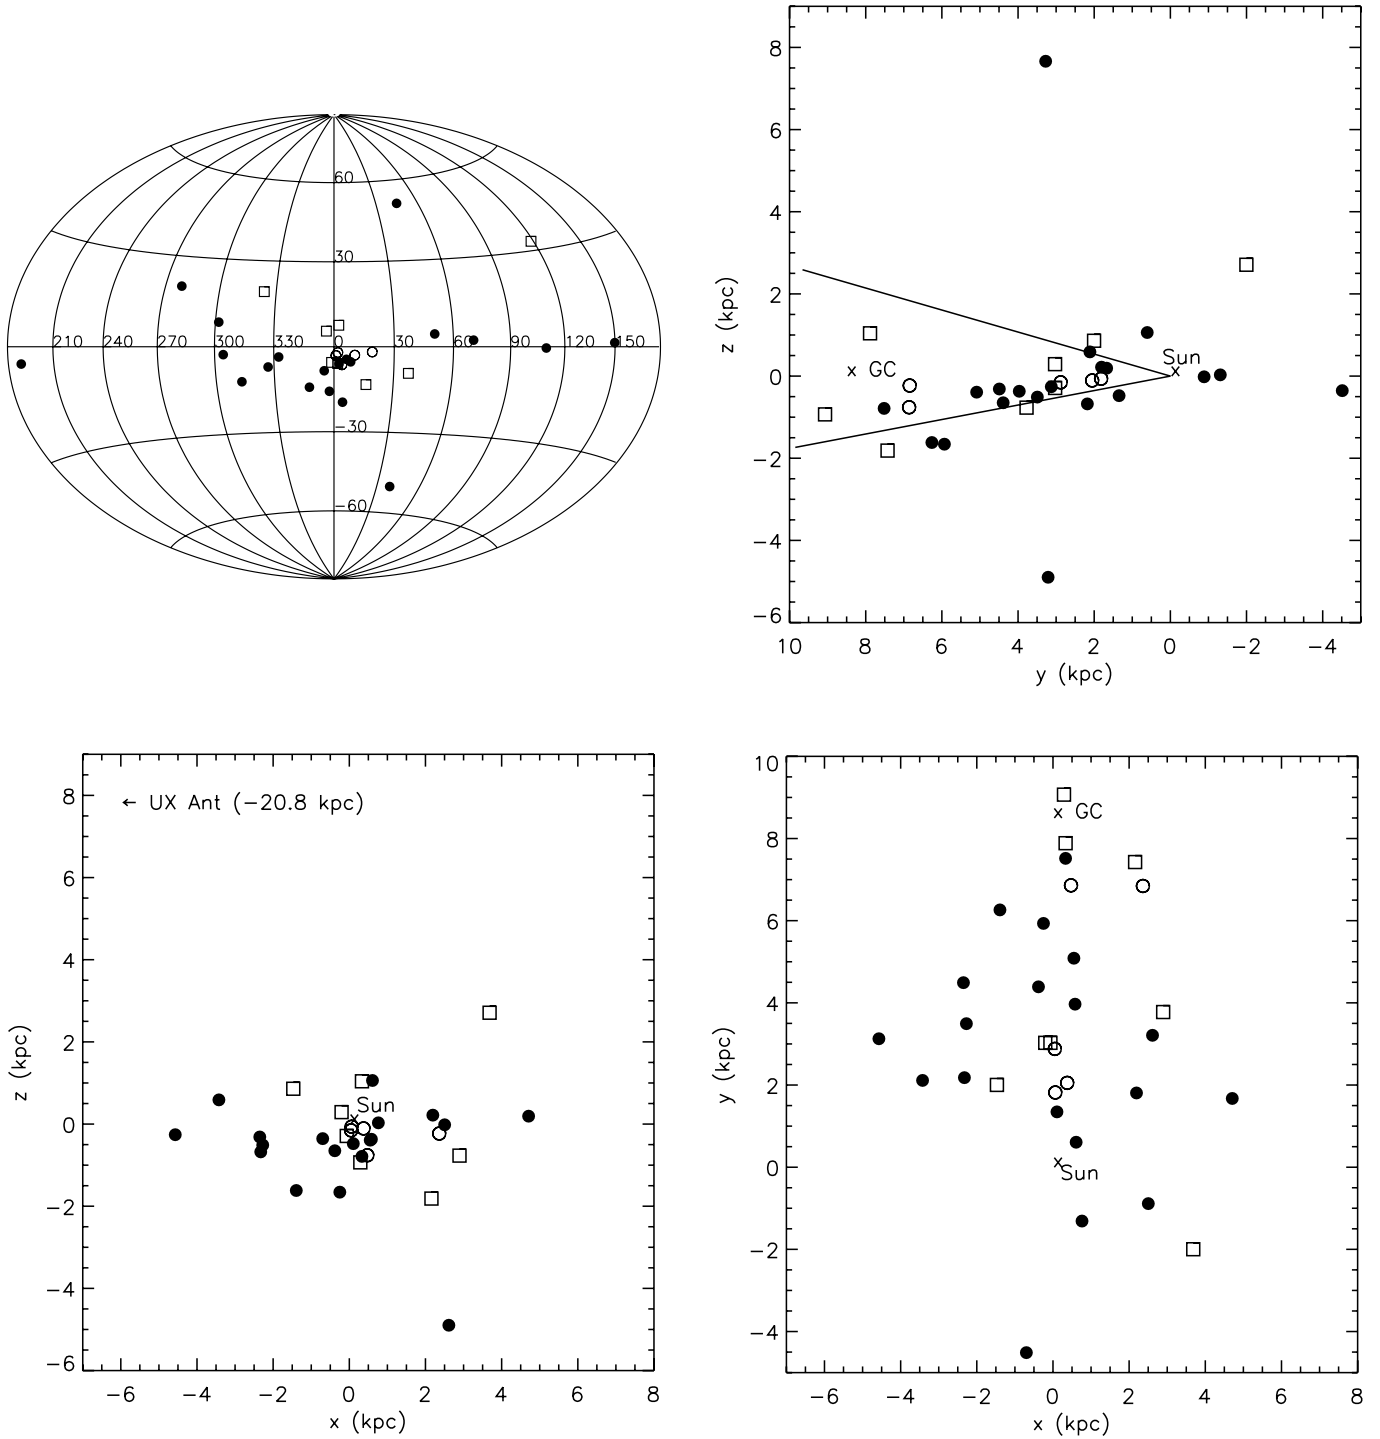 60
30
210 240 270 300 330 0 30 60 90 120 150
−30
−60
8
6
4
2
0
−2
−4
−6
z (kpc)
GC
Sun
10 8 6 4 2 0 −2 −4
y (kpc)
← UX Ant (−20.8 kpc)
8
6
4
2
0
−2
−4
−6
z (kpc)
Sun
−6 −4 −2 0 2 4 6 8
x (kpc)
10
8
6
4
2
0
−2
−4
y (kpc)
GC
Sun
−6 −4 −2 0 2 4 6 8
x (kpc)